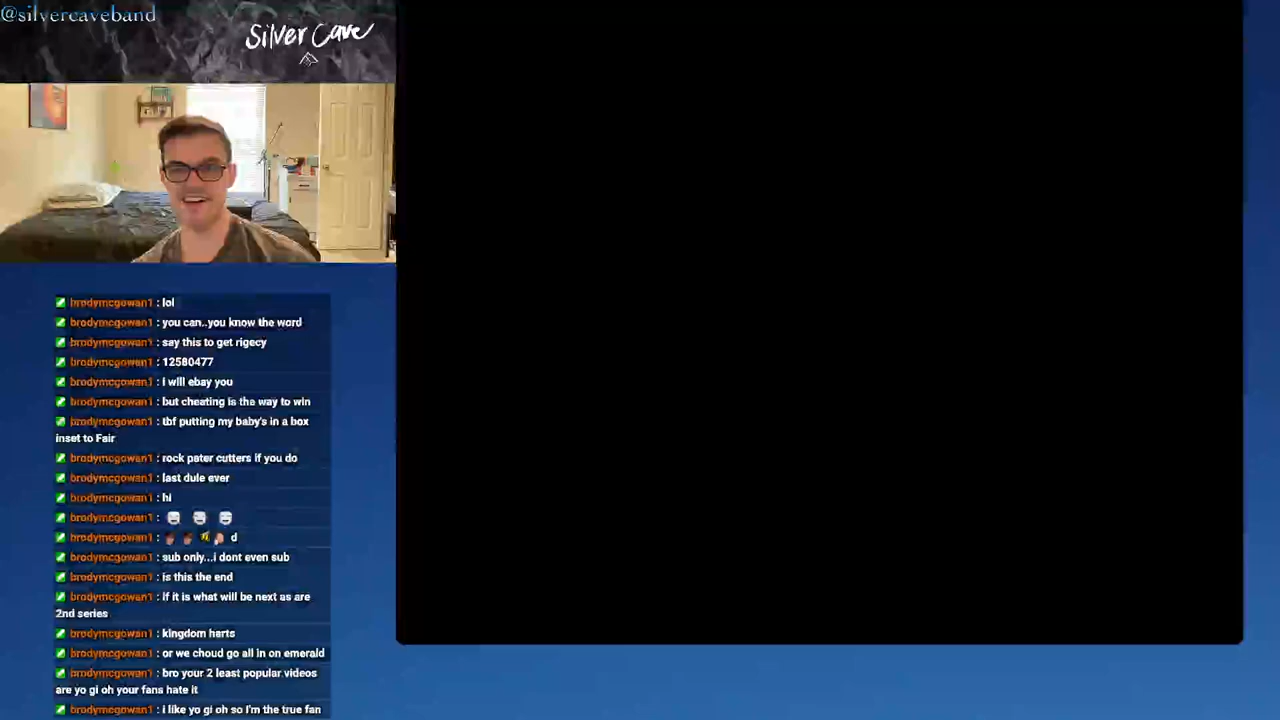 @silvercaveband
Silver Cave
brodymcgowan1 : lol
brodymcgowan1 : you can..you know the word
brodymcgowan1 : say this to get rigecy
brodymcgowan1 : 12580477
brodymcgowan1 : i will ebay you
brodymcgowan1 : but cheating is the way to win
brodymcgowan1 : tbf putting my baby's in a box
inset to Fair
brodymcgowan1 : rock pater cutters if you do
brodymcgowan1 : last dule ever
brodymcgowan1 : hi
brodymcgowan1 :
brodymcgowan1 : d
brodymcgowan1 : sub only...i dont even sub
brodymcgowan1 : is this the end
brodymcgowan1 : if it is what will be next as are
2nd series
brodymcgowan1 : kingdom harts
brodymcgowan1 : or we choud go all in on emerald
brodymcgowan1 : bro your 2 least popular videos
are yo gi oh your fans hate it
brodymcgowan1 : i like yo gi oh so I'm the true fan